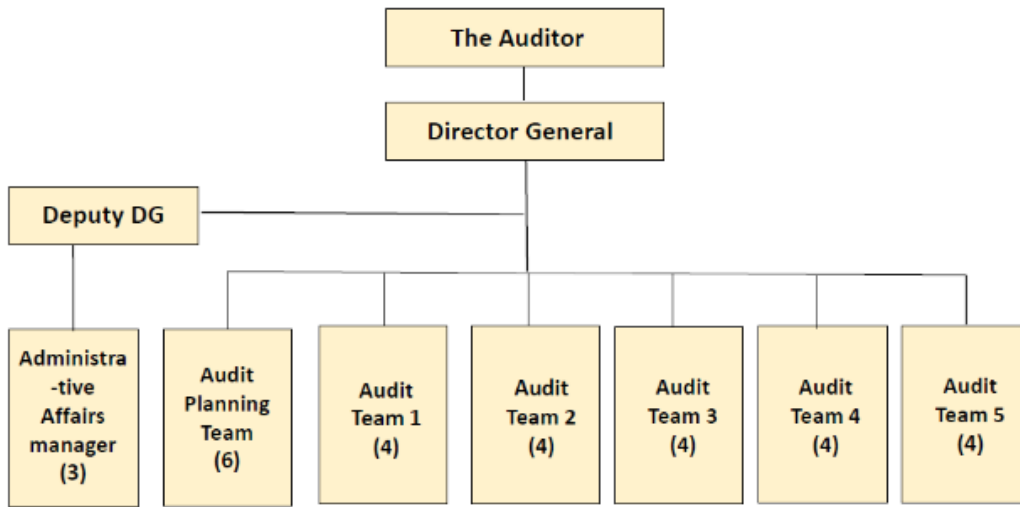 The Auditor
Director General
Deputy DG
Administra
-tive
Affairs
manager
(3)
Audit
Planning
Team
(6)
Audit
Team 1
(4)
Audit
Team 2
(4)
Audit
Team 3
(4)
Audit
Team 4
(4)
Audit
Team 5
(4)